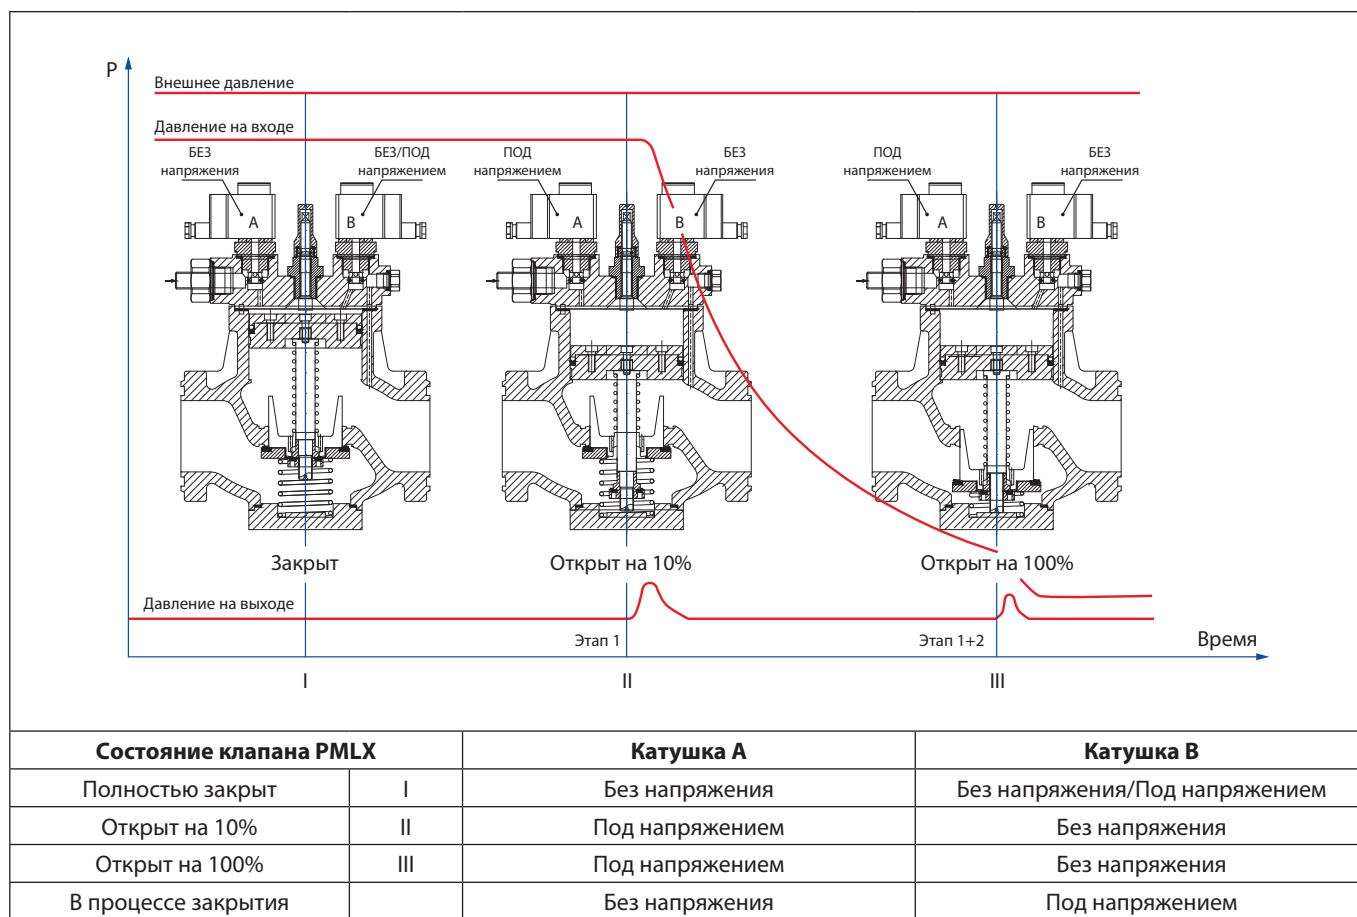 P
Внешнее давление
Давление на входе
БЕЗ
напряжения
БЕЗ/ПОД
напряжением
ПОД
напряжением
БЕЗ
напряжения
ПОД
напряжением
БЕЗ
напряжения
A
B
A
B
A
B
Закрыт
Открыт на 10%
Открыт на 100%
Давление на выходе
Этап 1
Этап 1+2
Время
I
II
III
Состояние клапана PMLX Катушка A Катушка B
Полностью закрыт I Без напряжения Без напряжения/Под напряжением
Открыт на 10% II Под напряжением Без напряжения
Открыт на 100% III Под напряжением Без напряжения
В процессе закрытия Без напряжения Под напряжением